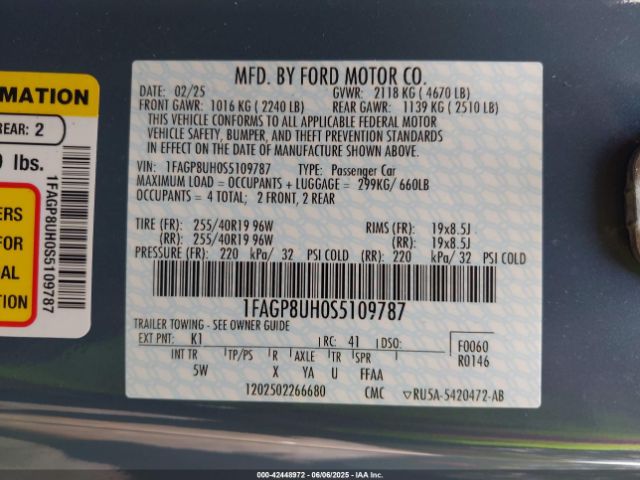 MATION
REAR: 2
lbs.
ERS
FOR
AL
ION
1FAGP8UH0S5109787
MFD. BY FORD MOTOR CO.
DATE: 02/25 GVWR: 2118 KG ( 4670 LB)
FRONT GAWR: 1016 KG ( 2240 LB) REAR GAWR: 1139 KG ( 2510 LB)
THIS VEHICLE CONFORMS TO ALL APPLICABLE FEDERAL MOTOR
VEHICLE SAFETY, BUMPER, AND THEFT PREVENTION STANDARDS
IN EFFECT ON THE DATE OF MANUFACTURE SHOWN ABOVE.
VIN: 1FAGP8UH0S5109787 TYPE: Passenger Car
MAXIMUM LOAD = OCCUPANTS + LUGGAGE = 299KG/ 660LB
OCCUPANTS = 4 TOTAL; 2 FRONT, 2 REAR
TIRE (FR): 255/40R19 96W RIMS (FR): 19x8.5J
(RR): 255/40R19 96W (RR): 19x8.5J
PRESSURE (FR): 220 kPa/ 32 PSI COLD (RR) 220 kPa/ 32 PSI COLD
1FAGP8UH0S5109787
TRAILER TOWING - SEE OWNER GUIDE
EXT PNT: K1 RC: 41 DSO: F0060
R0146
INT TR TP/PS R AXLE TR SPR
5W X YA U FFAA
1202502266680 CMC RU5A-5420472-AB
000-42448972 - 06/06/2025 - IAA Inc.